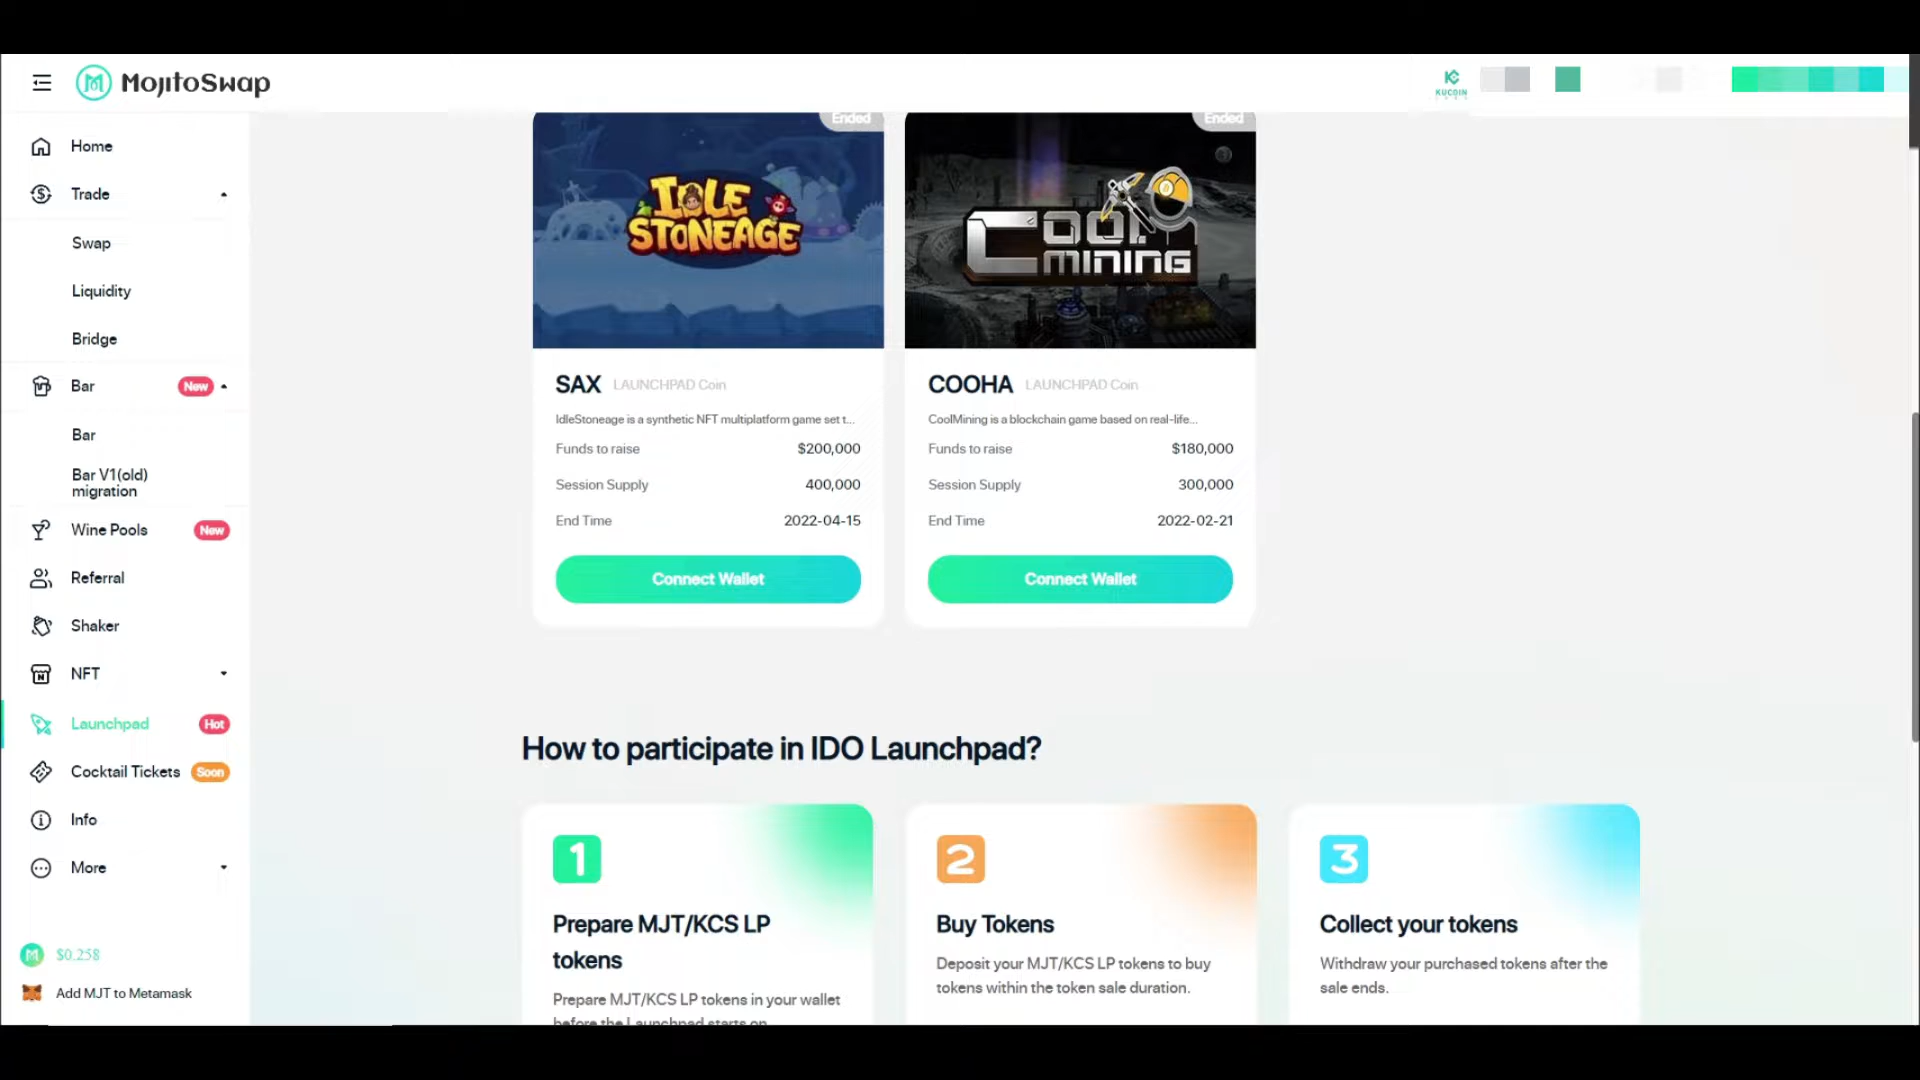 MojitoSwap
KUCOIN
Home
Trade
Swap
Liquidity
Bridge
Bar New
Bar
Bar V1(old)
migration
Wine Pools New
Referral
Shaker
NFT
Launchpad Hot
Cocktail Tickets Soon
Info
More
$0.258
Add MJT to Metamask
Ended
IDLE
STONEAGE
SAX LAUNCHPAD Coin
IdleStoneage is a synthetic NFT multiplatform game set t...
Funds to raise $200,000
Session Supply 400,000
End Time 2022-04-15
Connect Wallet
Ended
COOL
MINING
COOHA LAUNCHPAD Coin
CoolMining is a blockchain game based on real-life...
Funds to raise $180,000
Session Supply 300,000
End Time 2022-02-21
Connect Wallet
How to participate in IDO Launchpad?
1
Prepare MJT/KCS LP
tokens
Prepare MJT/KCS LP tokens in your wallet
before the Launchpad starts on
2
Buy Tokens
Deposit your MJT/KCS LP tokens to buy
tokens within the token sale duration.
3
Collect your tokens
Withdraw your purchased tokens after the
sale ends.